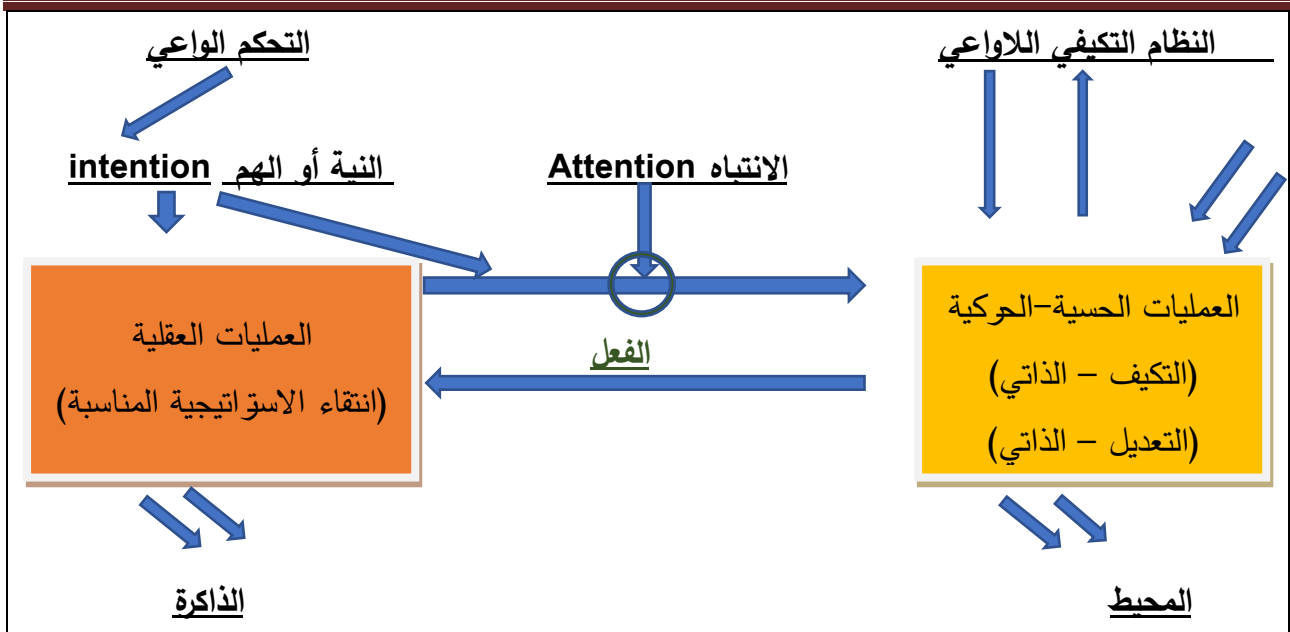 النظام التكيفي اللاواعي
التحكم الواعي
الانتباه Attention
النية أو الهم intention
العمليات الحسية–الحركية
(التكيف – الذاتي)
(التعديل – الذاتي)
العمليات العقلية
(انتقاء الاستراتيجية المناسبة)
الفعل
المحيط
الذاكرة